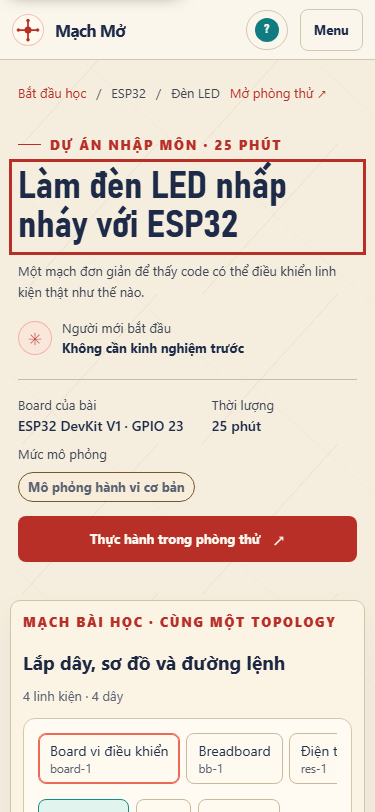 Mạch Mở
?
Menu
Bắt đầu học / ESP32 / Đèn LED Mở phòng thử ↗
DỰ ÁN NHẬP MÔN · 25 PHÚT
Làm đèn LED nhấp
nháy với ESP32
Một mạch đơn giản để thấy code có thể điều khiển linh
kiện thật như thế nào.
Người mới bắt đầu
Không cần kinh nghiệm trước
Board của bài
Thời lượng
ESP32 DevKit V1 · GPIO 23
25 phút
Mức mô phỏng
Mô phỏng hành vi cơ bản
Thực hành trong phòng thử ↗
MẠCH BÀI HỌC · CÙNG MỘT TOPOLOGY
Lắp dây, sơ đồ và đường lệnh
4 linh kiện · 4 dây
Board vi điều khiển
board-1
Breadboard
bb-1
Điện t
res-1